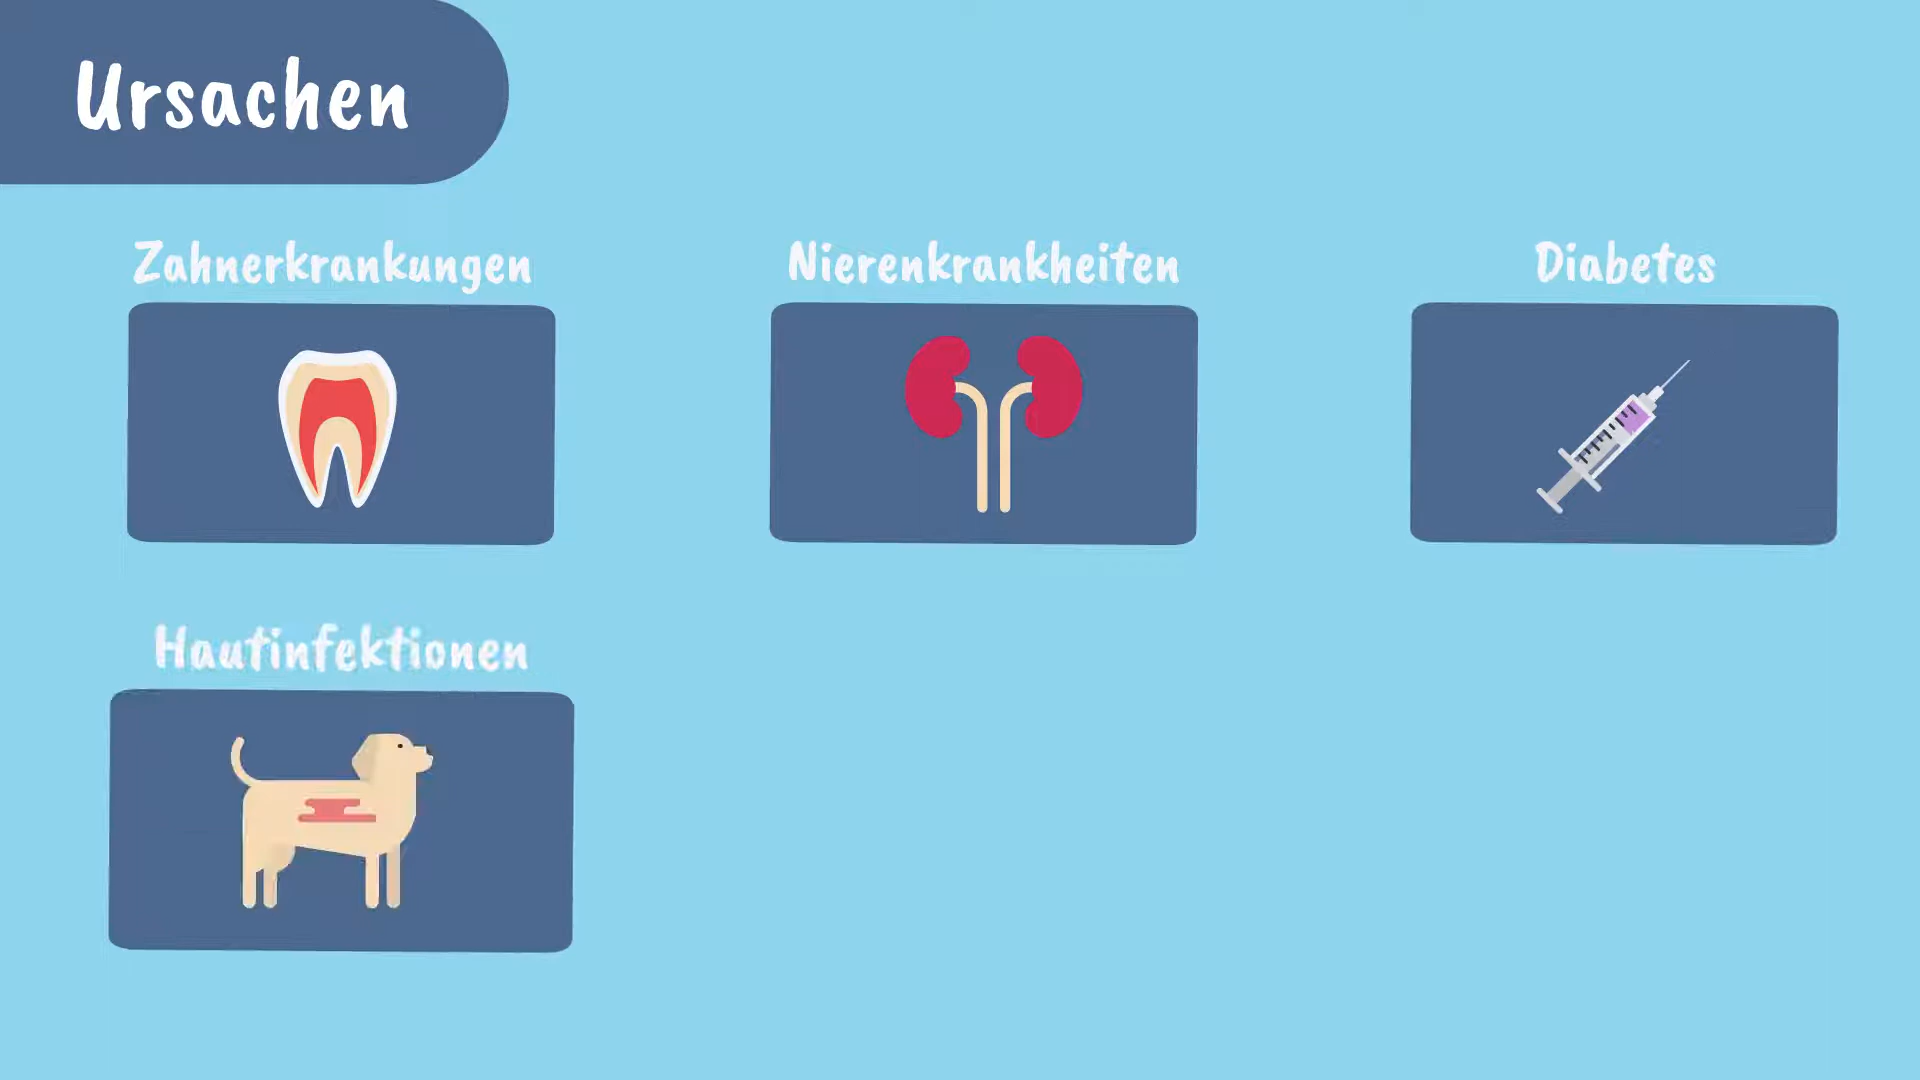 Ursachen
Zahnerkrankungen
Nierenkrankheiten
Diabetes
Hautinfektionen